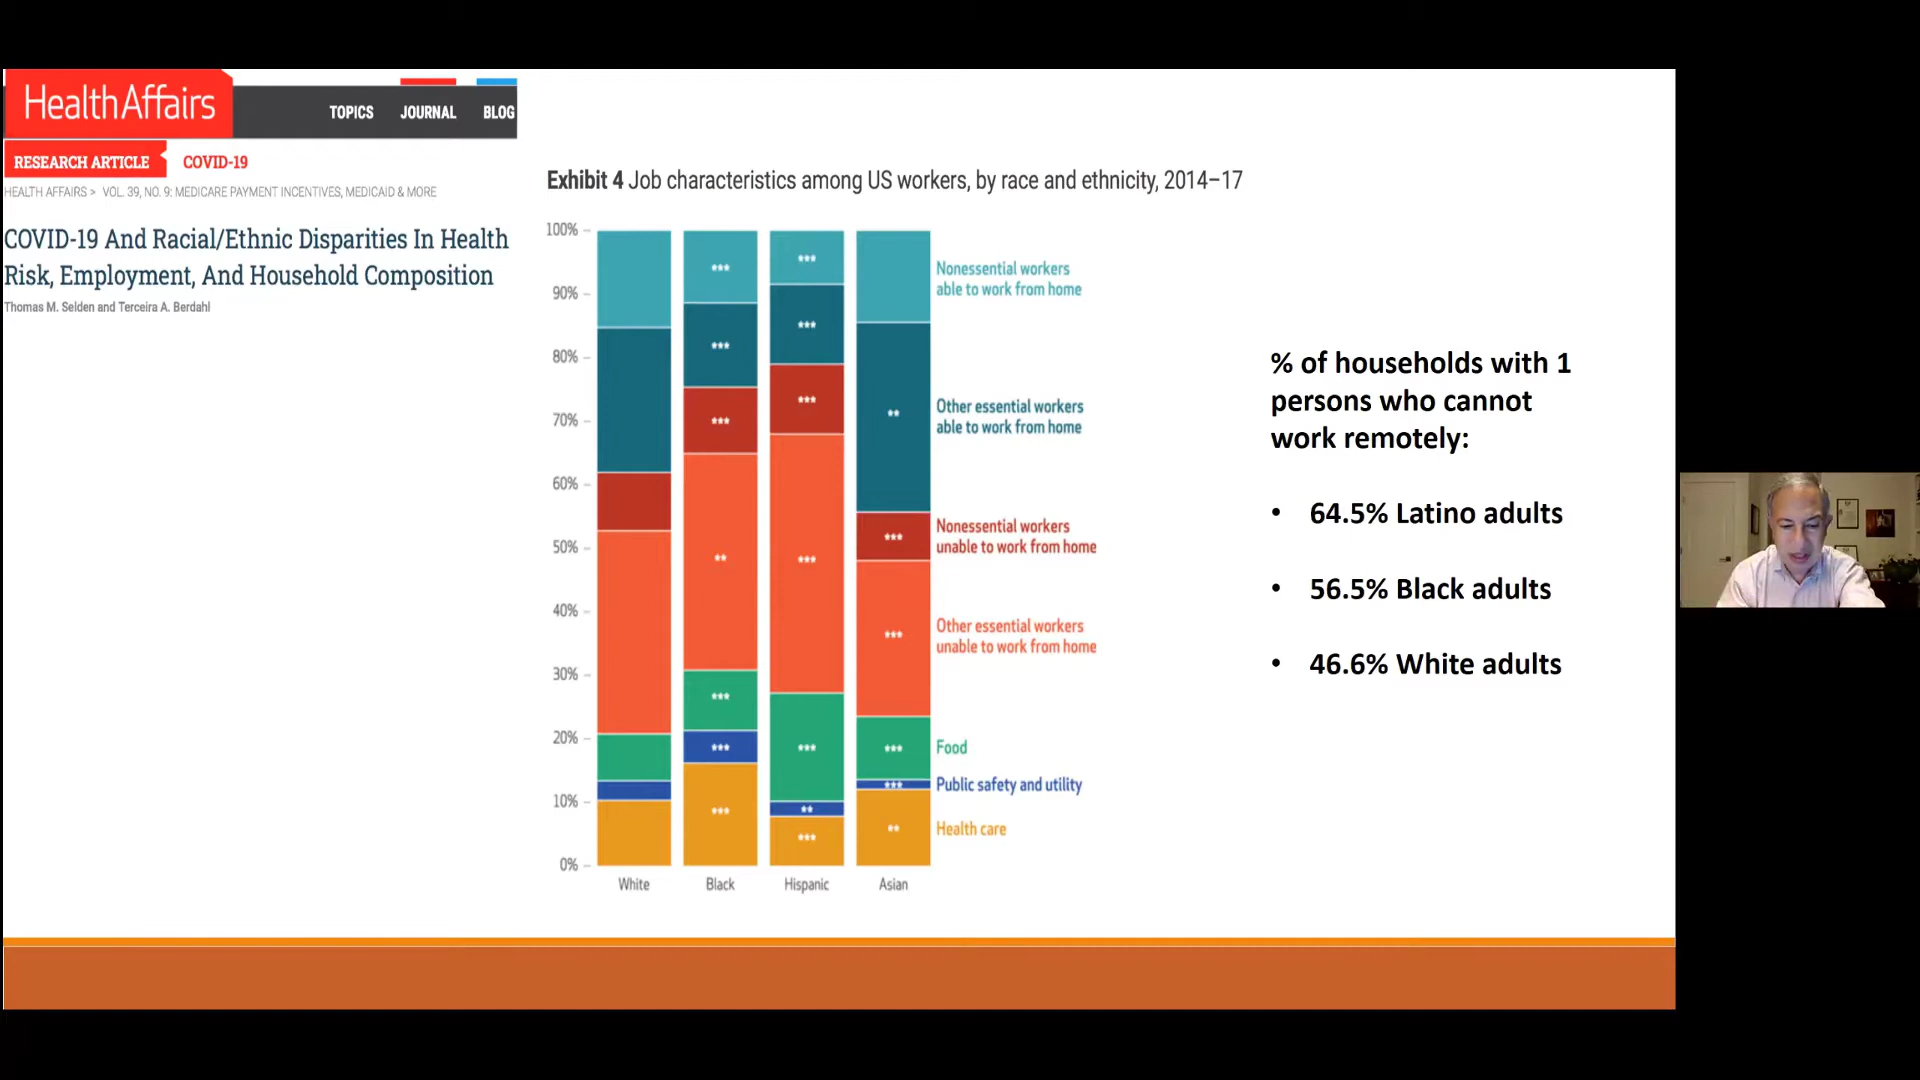 HealthAffairs
TOPICS JOURNAL BLOG
RESEARCH ARTICLE COVID-19
HEALTH AFFAIRS > VOL. 39, NO. 9: MEDICARE PAYMENT INCENTIVES, MEDICAID & MORE
COVID-19 And Racial/Ethnic Disparities In Health
Risk, Employment, And Household Composition
Thomas M. Selden and Terceira A. Berdahl
Exhibit 4 Job characteristics among US workers, by race and ethnicity, 2014–17
100%
90%
80%
70%
60%
50%
40%
30%
20%
10%
0%
***
***
***
**
***
***
***
***
***
***
***
***
**
***
**
***
***
***
***
**
White
Black
Hispanic
Asian
Nonessential workers
able to work from home
Other essential workers
able to work from home
Nonessential workers
unable to work from home
Other essential workers
unable to work from home
Food
Public safety and utility
Health care
% of households with 1
persons who cannot
work remotely:
• 64.5% Latino adults
• 56.5% Black adults
• 46.6% White adults